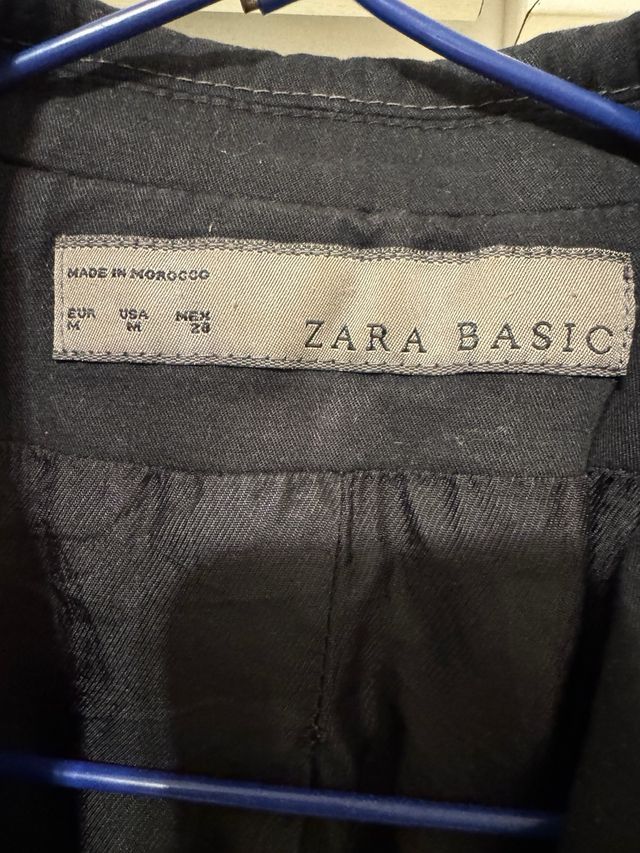 MADE IN MOROCCO
EUR USA MEX
M M 28
ZARA BASIC